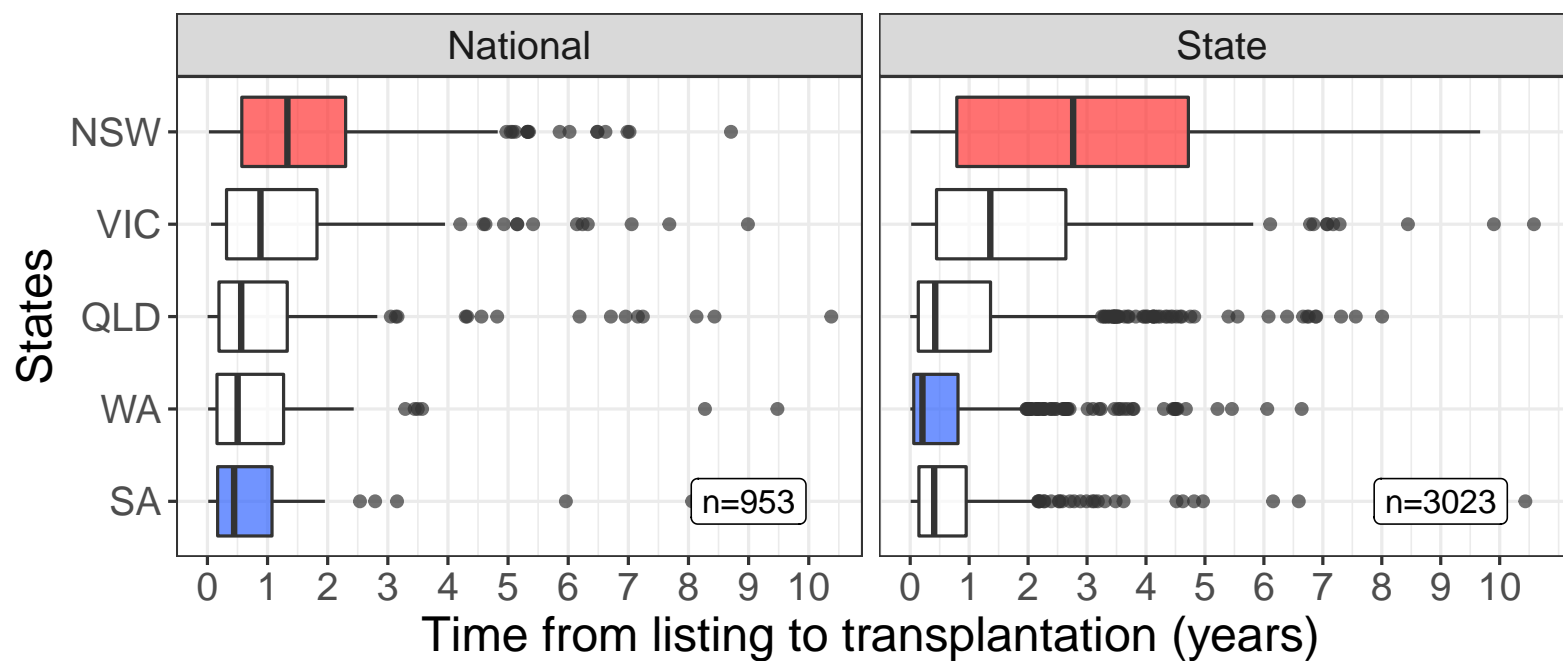 National
State
NSW
VIC
QLD
WA
SA
States
n=953
n=3023
0 1 2 3 4 5 6 7 8 9 10
0 1 2 3 4 5 6 7 8 9 10
Time from listing to transplantation (years)